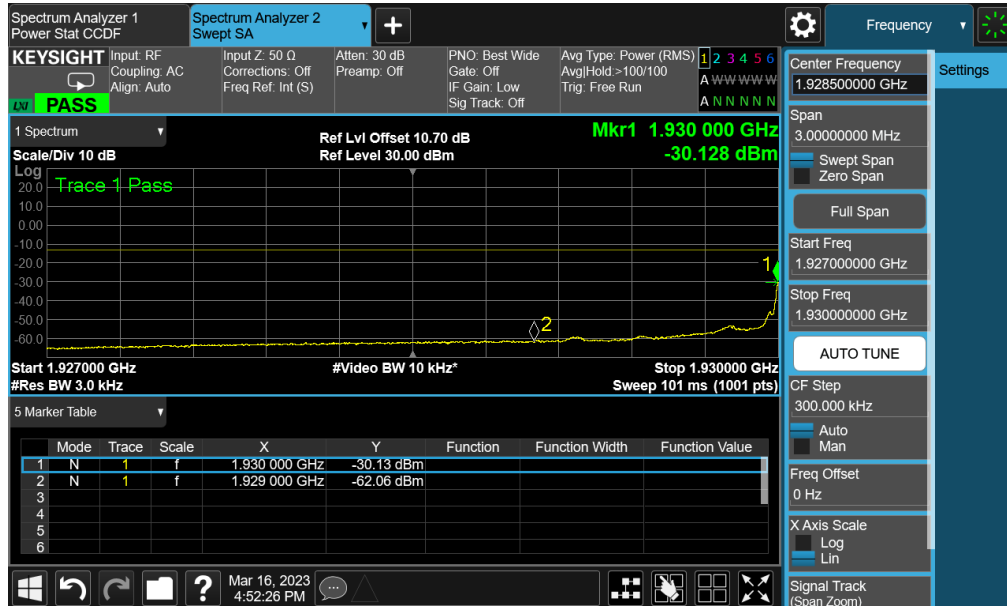 Spectrum Analyzer 1
Power Stat CCDF
Spectrum Analyzer 2
Swept SA
Frequency
KEYSIGHT
LXI PASS
Input: RF
Coupling: AC
Align: Auto
Input Z: 50 Ω
Corrections: Off
Freq Ref: Int (S)
Atten: 30 dB
Preamp: Off
PNO: Best Wide
Gate: Off
IF Gain: Low
Sig Track: Off
Avg Type: Power (RMS)
Avg|Hold:>100/100
Trig: Free Run
1 2 3 4 5 6
A W W W W W
A N N N N N
1 Spectrum
Scale/Div 10 dB
Ref Lvl Offset 10.70 dB
Ref Level 30.00 dBm
Mkr1 1.930 000 GHz
-30.128 dBm
Log
Trace 1 Pass
20.0
10.0
0.00
-10.0
-20.0
-30.0
-40.0
-50.0
-60.0
1
2
Start 1.927000 GHz
#Res BW 3.0 kHz
#Video BW 10 kHz*
Stop 1.930000 GHz
Sweep 101 ms (1001 pts)
5 Marker Table
Mode Trace Scale X Y Function Function Width Function Value
1 N 1 f 1.930 000 GHz -30.13 dBm
2 N 1 f 1.929 000 GHz -62.06 dBm
3
4
5
6
Center Frequency
1.928500000 GHz
Settings
Span
3.00000000 MHz
Swept Span
Zero Span
Full Span
Start Freq
1.927000000 GHz
Stop Freq
1.930000000 GHz
AUTO TUNE
CF Step
300.000 kHz
Auto
Man
Freq Offset
0 Hz
X Axis Scale
Log
Lin
Signal Track
(Span Zoom)
?
Mar 16, 2023
4:52:26 PM